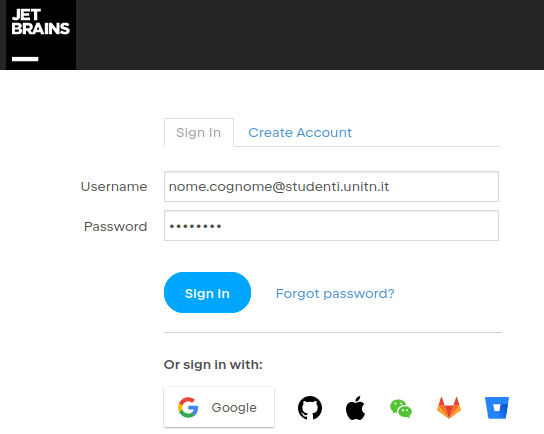 JET
BRAINS
Sign In Create Account
Username nome.cognome@studenti.unitn.it
Password ••••••••
Sign In Forgot password?
Or sign in with:
Google